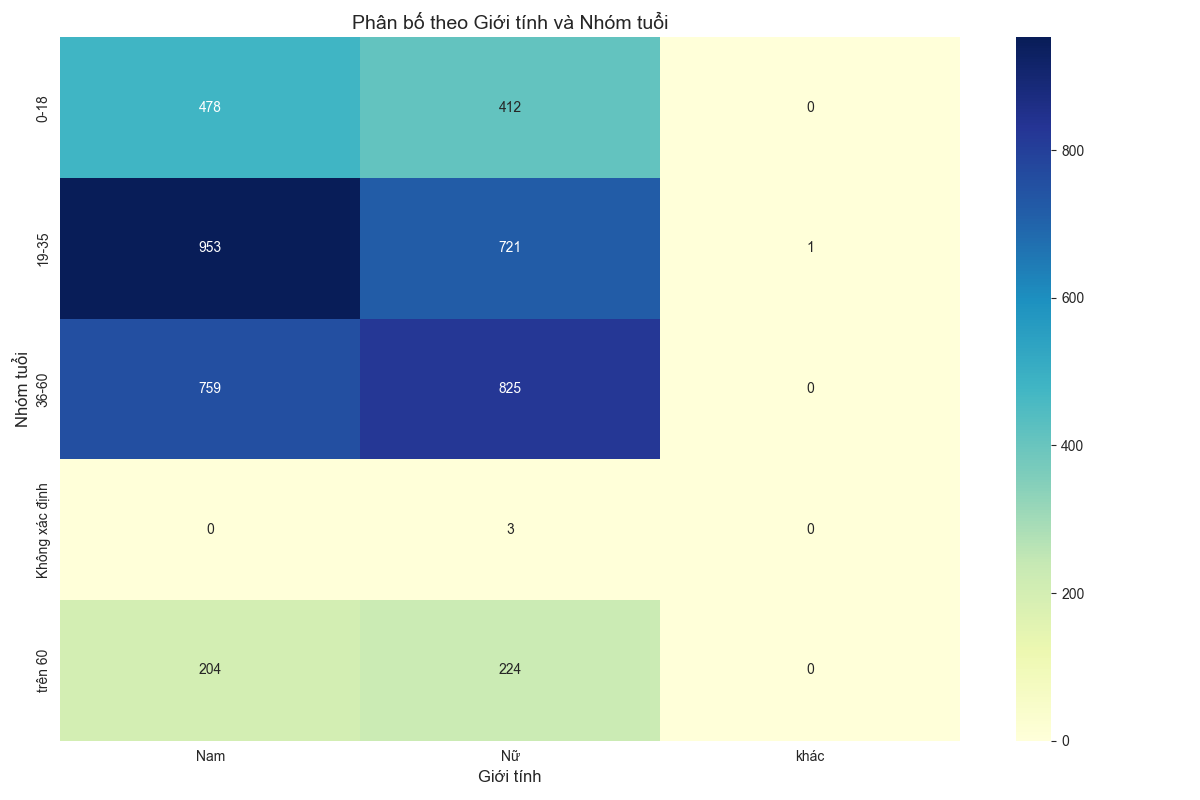 Phân bố theo Giới tính và Nhóm tuổi
Nhóm tuổi
0-18
478
412
0
19-35
953
721
1
36-60
759
825
0
Không xác định
0
3
0
trên 60
204
224
0
Nam
Nữ
khác
Giới tính
800
600
400
200
0